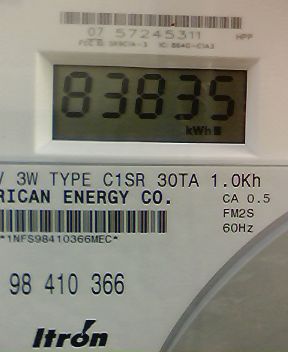 07 57245311 HPP
83835
kWh
V 3W TYPE C1SR 30TA 1.0Kh
RICAN ENERGY CO.
CA 0.5
FM2S
60Hz
*1NFS98410366MEC*
98 410 366
Itron